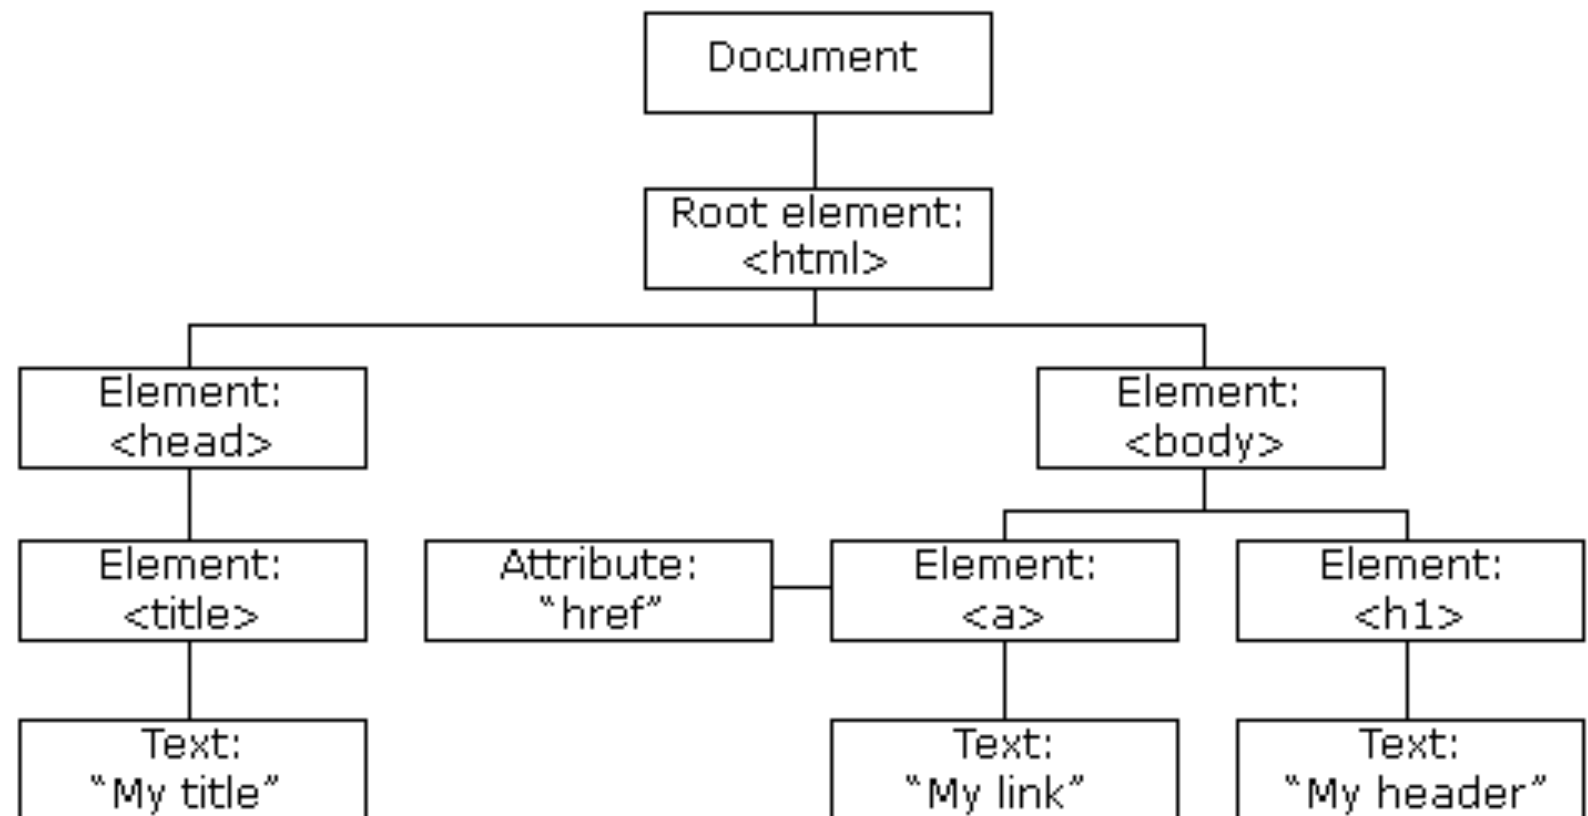 Document
Root element:
<html>
Element:
<head>
Element:
<body>
Element:
<title>
Attribute:
“href”
Element:
<a>
Element:
<h1>
Text:
“My title”
Text:
“My link”
Text:
“My header”